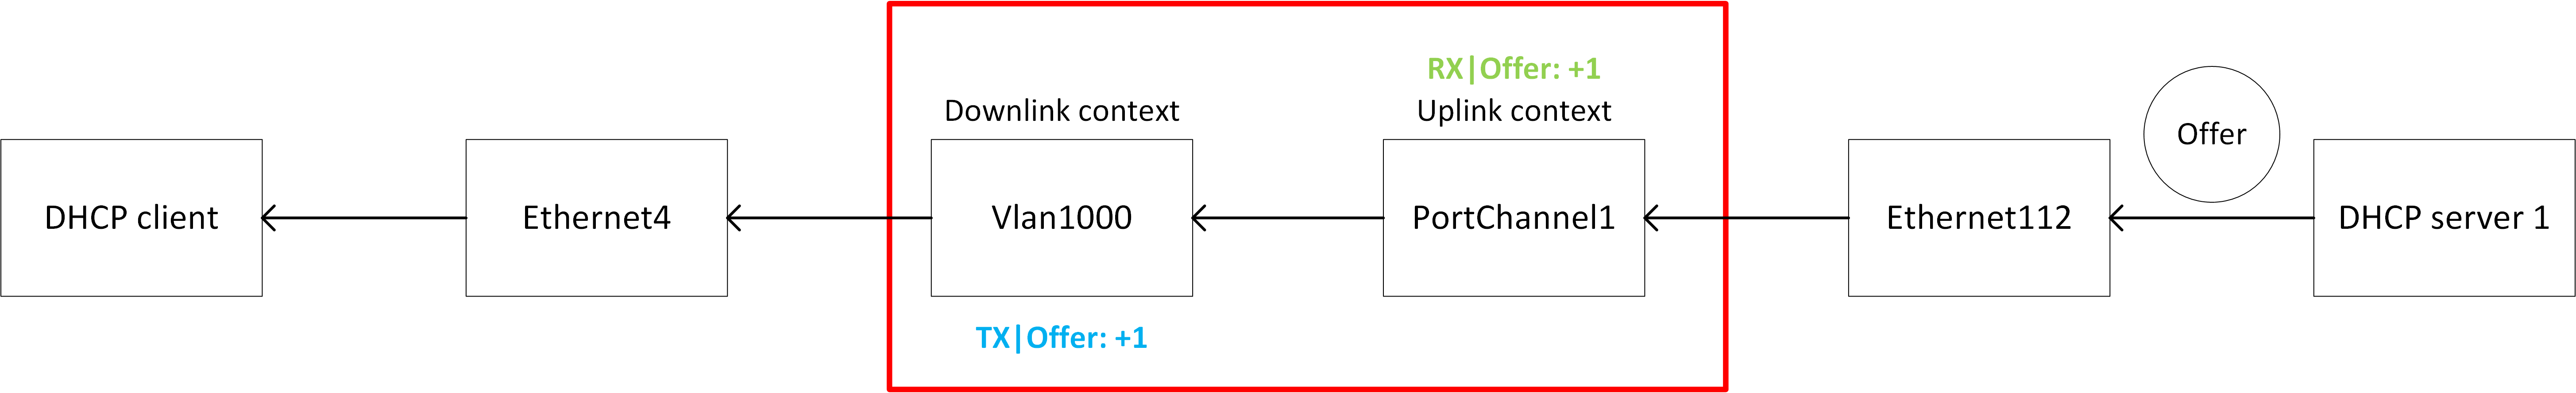 RX|Offer: +1
Downlink context
Uplink context
Offer
DHCP client
Ethernet4
Vlan1000
PortChannel1
Ethernet112
DHCP server 1
TX|Offer: +1